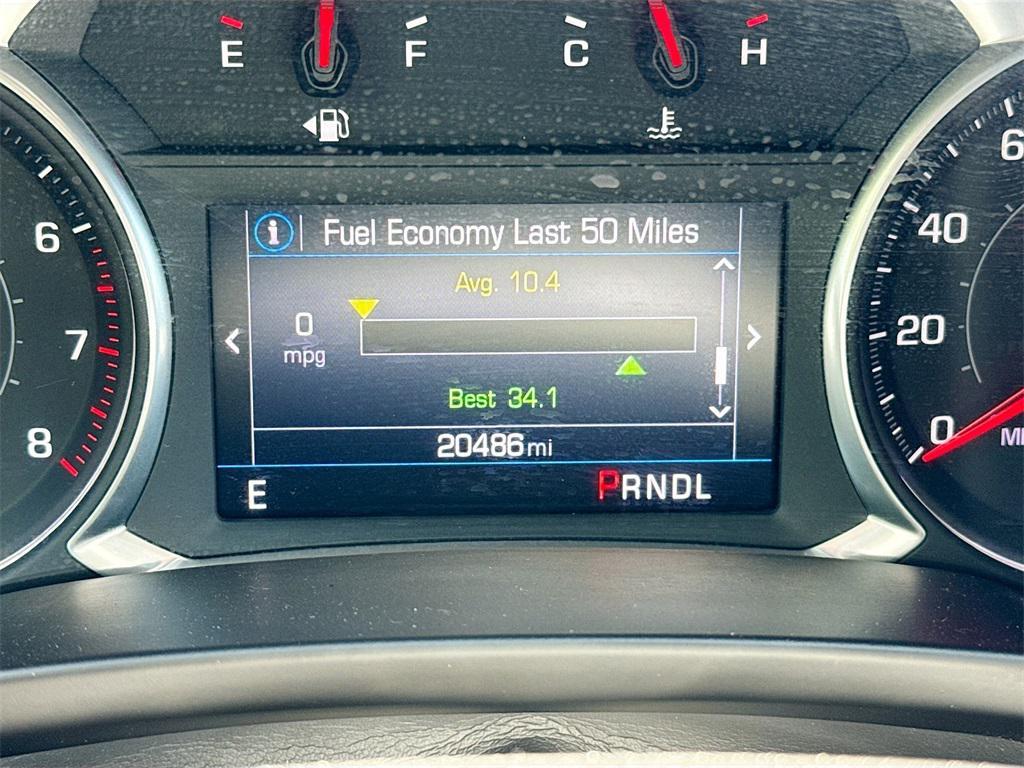 E F C H
6
7
8
Fuel Economy Last 50 Miles
Avg. 10.4
0
mpg
Best 34.1
20486mi
E PRNDL
6
40
20
0